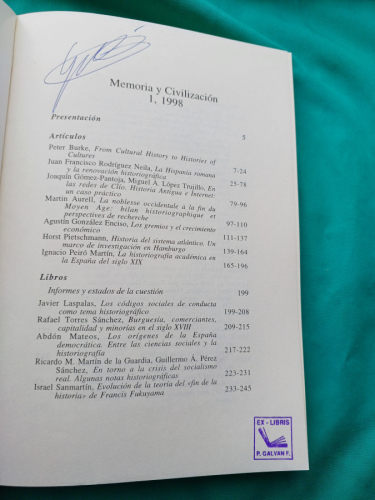 Memoria y Civilización
1, 1998
Presentación
5
Artículos
Peter Burke, From Cultural History to Histories of
Cultures 7-24
Juan Francisco Rodríguez Neila, La Hispania romana
y la renovación historiográfica 25-78
Joaquín Gómez-Pantoja, Miguel Á. López Trujillo, En
las redes de Clío. Historia Antigua e Internet:
un caso práctico 79-96
Martin Aurell, La noblesse occidentale à la fin du
Moyen Age: bilan historiographique et
perspectives de recherche 97-110
Agustín González Enciso, Los gremios y el crecimiento
económico 111-137
Horst Pietschmann, Historia del sistema atlántico. Un
marco de investigación en Hamburgo 139-164
Ignacio Peiró Martín, La historiografía académica en
la España del siglo XIX 165-196
Libros
Informes y estados de la cuestión 199
Javier Laspalas, Los códigos sociales de conducta
como tema historiográfico 199-208
Rafael Torres Sánchez, Burguesía, comerciantes,
capitalidad y minorías en el siglo XVIII 209-215
Abdón Mateos, Los orígenes de la España
democrática. Entre las ciencias sociales y la
historiografía 217-222
Ricardo M. Martín de la Guardia, Guillermo Á. Pérez
Sánchez, En torno a la crisis del socialismo
real. Algunas notas historiográficas 223-231
Israel Sanmartín, Evolución de la teoría del «fin de la
historia» de Francis Fukuyama 233-245
EX - LIBRIS
P. GALVAN F.